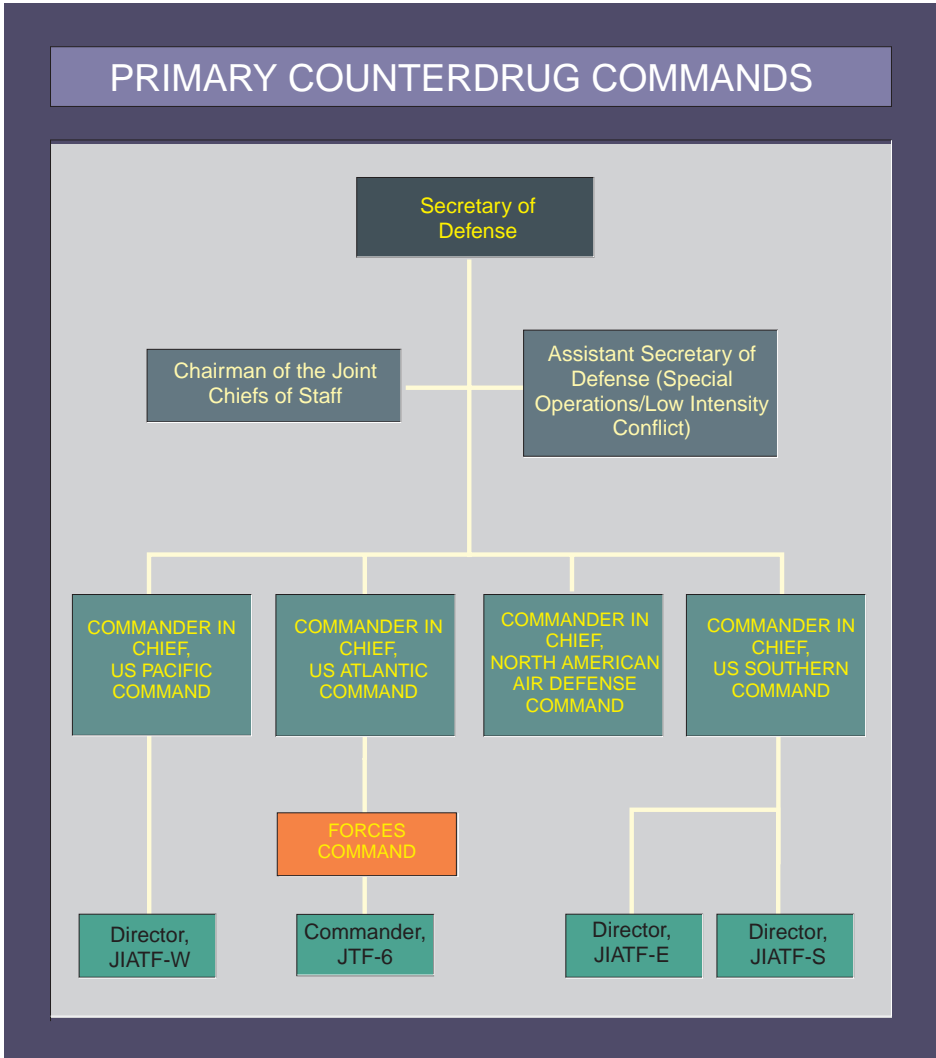 PRIMARY COUNTERDRUG COMMANDS
Secretary of
Defense
Chairman of the Joint
Chiefs of Staff
Assistant Secretary of
Defense (Special
Operations/Low Intensity
Conflict)
COMMANDER IN
CHIEF,
US PACIFIC
COMMAND
COMMANDER IN
CHIEF,
US ATLANTIC
COMMAND
COMMANDER IN
CHIEF,
NORTH AMERICAN
AIR DEFENSE
COMMAND
COMMANDER IN
CHIEF,
US SOUTHERN
COMMAND
FORCES
COMMAND
Director,
JIATF-W
Commander,
JTF-6
Director,
JIATF-E
Director,
JIATF-S